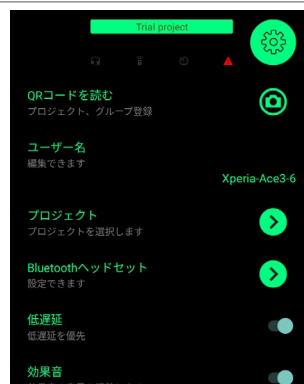 Trial project
QRコードを読む
プロジェクト、グループ登録
ユーザー名
編集できます
Xperia-Ace3-6
プロジェクト
プロジェクトを選択します
Bluetoothヘッドセット
設定できます
低遅延
低遅延を優先
効果音